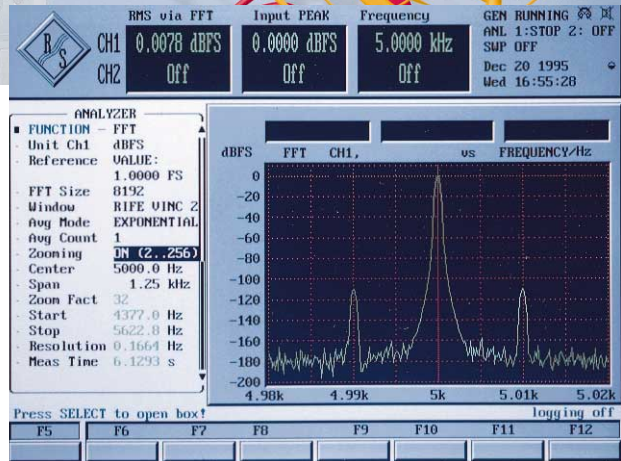 RMS via FFT Input PEAK Frequency
GEN RUNNING
R S CH1 0.0078 dBFS 0.0000 dBFS 5.0000 kHz
ANL 1:STOP 2: OFF
SWP OFF
CH2 Off Off Off
Dec 20 1995
Wed 16:55:28
ANALYZER
FUNCTION - FFT
Unit Ch1 dBFS
Reference VALUE:
1.0000 FS
FFT Size 8192
Window RIFE VINC 2
Avg Mode EXPONENTIAL
Avg Count 1
Zooming ON (2..256)
Center 5000.0 Hz
Span 1.25 kHz
Zoom Fact 32
Start 4377.0 Hz
Stop 5622.8 Hz
Resolution 0.1664 Hz
Meas Time 6.1293 s
dBFS FFT CH1, vs FREQUENCY/Hz
0
-20
-40
-60
-80
-100
-120
-140
-160
-180
-200
4.98k 4.99k 5k 5.01k 5.02k
Press SELECT to open box!
logging off
F5 F6 F7 F8 F9 F10 F11 F12